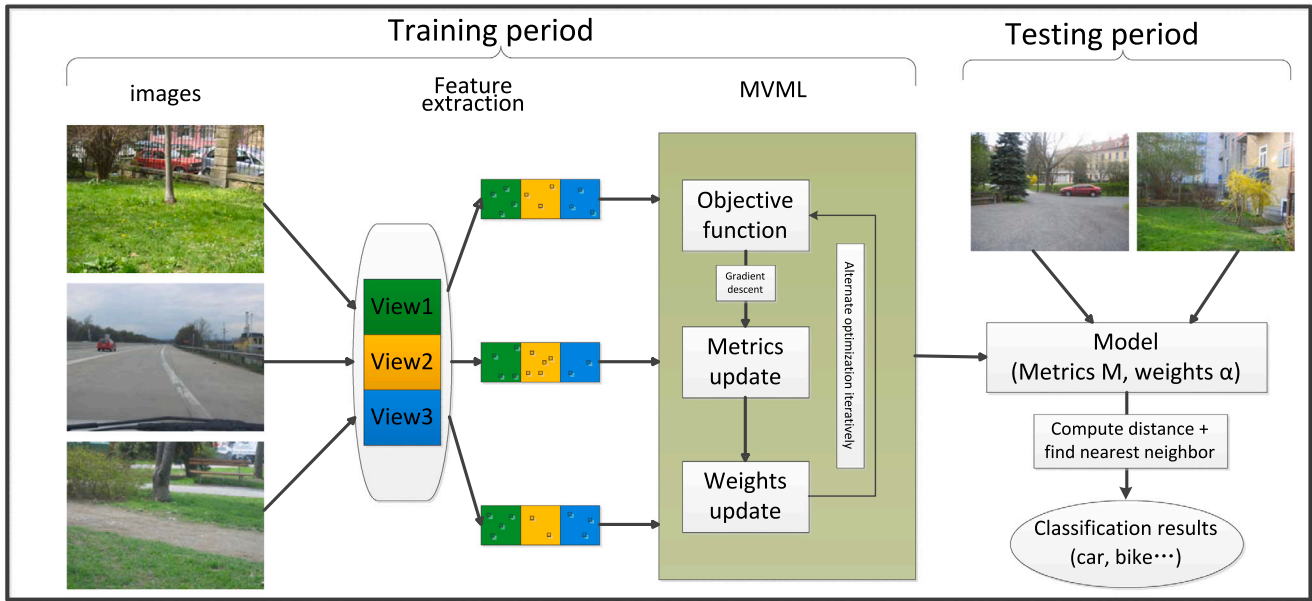 Training period
Testing period
images
Feature
extraction
MVML
View1
View2
View3
Objective
function
Gradient
descent
Metrics
update
Weights
update
Alternate optimization iteratively
Model
(Metrics M, weights α)
Compute distance +
find nearest neighbor
Classification results
(car, bike⋯)